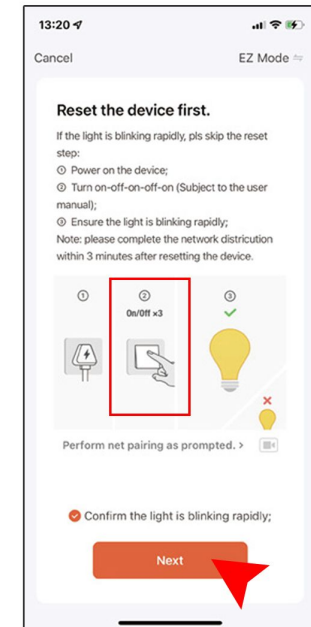 13:20
Cancel
EZ Mode
Reset the device first.
If the light is blinking rapidly, pls skip the reset
step:
① Power on the device;
② Turn on-off-on-off-on (Subject to the user
manual);
③ Ensure the light is blinking rapidly;
Note: please complete the network districution
within 3 minutes after resetting the device.
①
②
③
On/Off ×3
Perform net pairing as prompted. >
Confirm the light is blinking rapidly;
Next